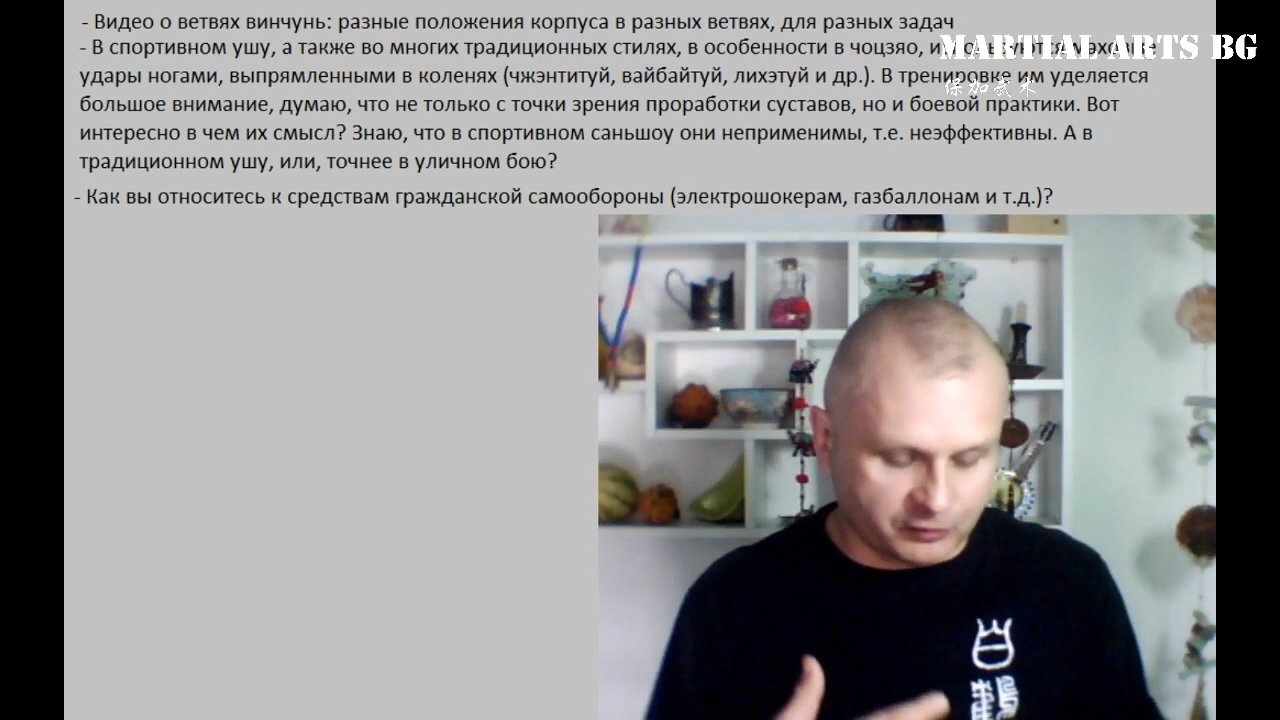 - Видео о ветвях винчунь: разные положения корпуса в разных ветвях, для разных задач
- В спортивном ушу, а также во многих традиционных стилях, в особенности в чоцзяо,
MARTIAL ARTS BG
удары ногами, выпрямленными в коленях (чжэнтитуй, вайбайтуй, лихэтуй и др.). В тренировке им уделяется
保加武术
большое внимание, думаю, что не только с точки зрения проработки суставов, но и боевой практики. Вот
интересно в чем их смысл? Знаю, что в спортивном саньшоу они неприменимы, т.е. неэффективны. А в
традиционном ушу, или, точнее в уличном бою?
- Как вы относитесь к средствам гражданской самообороны (электрошокерам, газбаллонам и т.д.)?